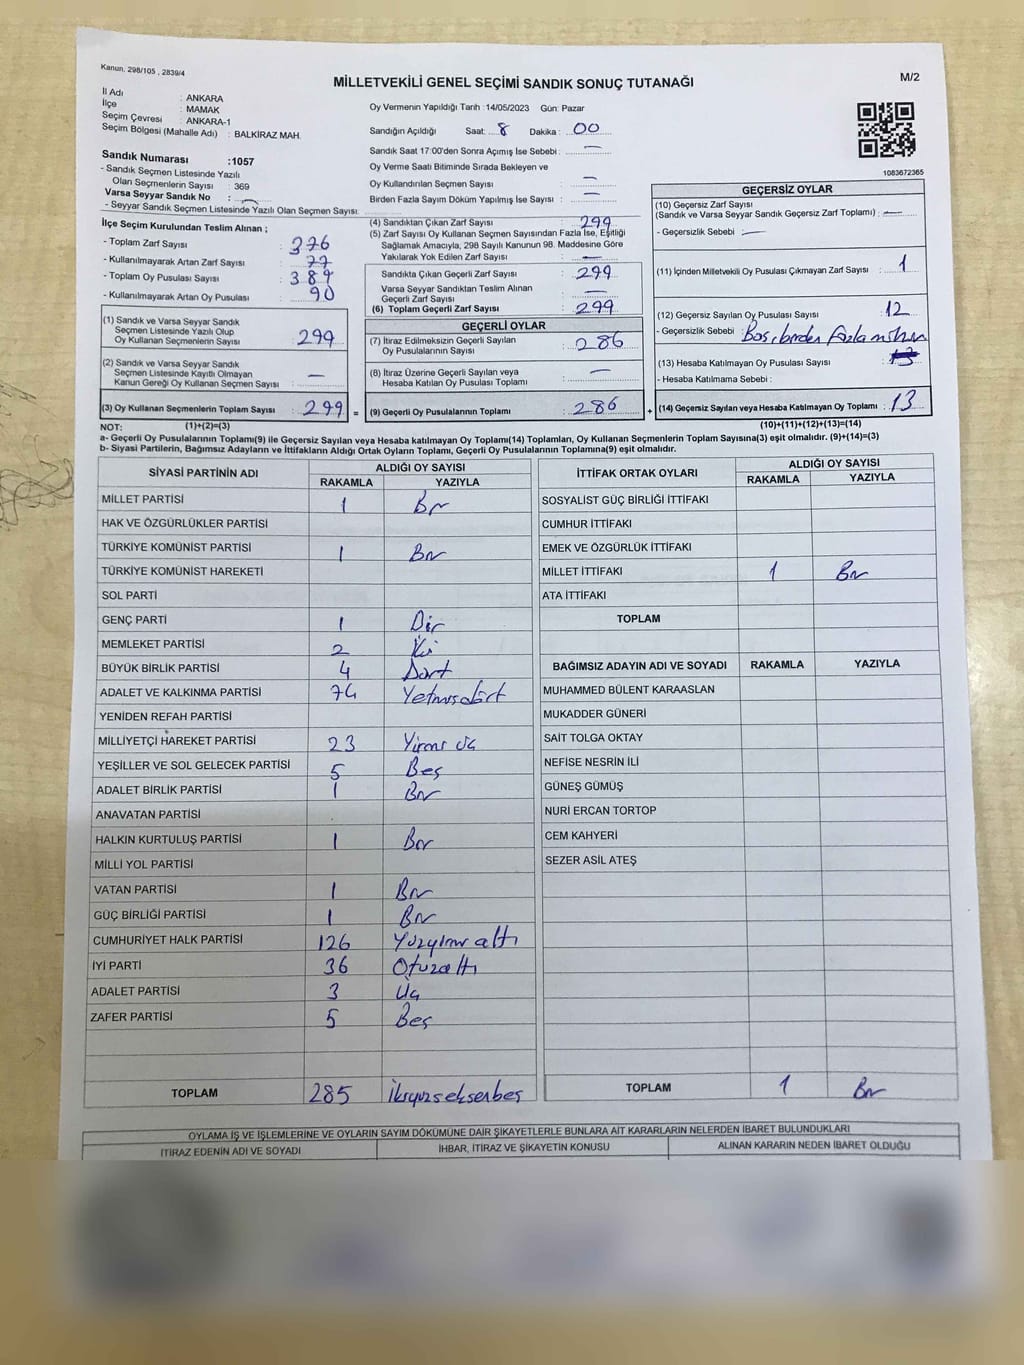 Kanun, 298/105 , 2839/4
MİLLETVEKİLİ GENEL SEÇİMİ SANDIK SONUÇ TUTANAĞI
M/2
İl Adı : ANKARA
İlçe : MAMAK
Seçim Çevresi : ANKARA-1
Seçim Bölgesi (Mahalle Adı) : BALKİRAZ MAH.
Sandık Numarası :1057
- Sandık Seçmen Listesinde Yazılı
Olan Seçmenlerin Sayısı : 369
Varsa Seyyar Sandık No :
- Seyyar Sandık Seçmen Listesinde Yazılı Olan Seçmen Sayısı:
İlçe Seçim Kurulundan Teslim Alınan ;
- Toplam Zarf Sayısı : 376
- Kullanılmayarak Artan Zarf Sayısı : 77
- Toplam Oy Pusulası Sayısı : 389
- Kullanılmayarak Artan Oy Pusulası : 90
(1) Sandık ve Varsa Seyyar Sandık
Seçmen Listesinde Yazılı Olup
Oy Kullanan Seçmenlerin Sayısı : 299
(2) Sandık ve Varsa Seyyar Sandık
Seçmen Listesinde Kayıtlı Olmayan
Kanun Gereği Oy Kullanan Seçmen Sayısı : —
(3) Oy Kullanan Seçmenlerin Toplam Sayısı : 299 =
Oy Vermenin Yapıldığı Tarih :14/05/2023 Gün: Pazar
Sandığın Açıldığı Saat: 8 Dakika : 00
Sandık Saat 17:00'den Sonra Açımış İse Sebebi : —
Oy Verme Saati Bitiminde Sırada Bekleyen ve
Oy Kullandırılan Seçmen Sayısı : —
Birden Fazla Sayım Döküm Yapılmış İse Sayısı : —
(4) Sandıktan Çıkan Zarf Sayısı : 299
(5) Zarf Sayısı Oy Kullanan Seçmen Sayısından Fazla İse, Eşitliği
Sağlamak Amacıyla, 298 Sayılı Kanunun 98. Maddesine Göre
Yakılarak Yok Edilen Zarf Sayısı : —
Sandıkta Çıkan Geçerli Zarf Sayısı : 299
Varsa Seyyar Sandıktan Teslim Alınan
Geçerli Zarf Sayısı : —
(6) Toplam Geçerli Zarf Sayısı : 299
GEÇERLİ OYLAR
(7) İtiraz Edilmeksizin Geçerli Sayılan
Oy Pusulalarının Sayısı : 286
(8) İtiraz Üzerine Geçerli Sayılan veya
Hesaba Katılan Oy Pusulası Toplamı : —
(9) Geçerli Oy Pusulalarının Toplamı : 286 +
1083672365
GEÇERSİZ OYLAR
(10) Geçersiz Zarf Sayısı
(Sandık ve Varsa Seyyar Sandık Geçersiz Zarf Toplamı) : —
- Geçersizlik Sebebi : —
(11) İçinden Milletvekili Oy Pusulası Çıkmayan Zarf Sayısı : 1
(12) Geçersiz Sayılan Oy Pusulası Sayısı : 12
- Geçersizlik Sebebi :
(13) Hesaba Katılmayan Oy Pusulası Sayısı :
- Hesaba Katılmama Sebebi :
(14) Geçersiz Sayılan veya Hesaba Katılmayan Oy Toplamı : 13
NOT: (1)+(2)=(3) (10)+(11)+(12)+(13)=(14)
a- Geçerli Oy Pusulalarının Toplamı(9) ile Geçersiz Sayılan veya Hesaba katılmayan Oy Toplamı(14) Toplamları, Oy Kullanan Seçmenlerin Toplam Sayısına(3) eşit olmalıdır. (9)+(14)=(3)
b- Siyasi Partilerin, Bağımsız Adayların ve İttifakların Aldığı Ortak Oyların Toplamı, Geçerli Oy Pusulalarının Toplamına(9) eşit olmalıdır.
SİYASİ PARTİNİN ADI ALDIĞI OY SAYISI
RAKAMLA YAZIYLA
MİLLET PARTİSİ 1 Bir
HAK VE ÖZGÜRLÜKLER PARTİSİ
TÜRKİYE KOMÜNİST PARTİSİ 1 Bir
TÜRKİYE KOMÜNİST HAREKETİ
SOL PARTİ
GENÇ PARTİ 1 Bir
MEMLEKET PARTİSİ 2 İki
BÜYÜK BİRLİK PARTİSİ 4 Dört
ADALET VE KALKINMA PARTİSİ 74 Yetmişdört
YENİDEN REFAH PARTİSİ
MİLLİYETÇİ HAREKET PARTİSİ 23 Yirmi üç
YEŞİLLER VE SOL GELECEK PARTİSİ 5 Beş
ADALET BİRLİK PARTİSİ 1 Bir
ANAVATAN PARTİSİ
HALKIN KURTULUŞ PARTİSİ 1 Bir
MİLLİ YOL PARTİSİ
VATAN PARTİSİ 1 Bir
GÜÇ BİRLİĞİ PARTİSİ 1 Bir
CUMHURİYET HALK PARTİSİ 126 Yüzyirmi altı
İYİ PARTİ 36 Otuzaltı
ADALET PARTİSİ 3 Üç
ZAFER PARTİSİ 5 Beş
TOPLAM 285 İkiyüzseksenbeş
İTTİFAK ORTAK OYLARI ALDIĞI OY SAYISI
RAKAMLA YAZIYLA
SOSYALİST GÜÇ BİRLİĞİ İTTİFAKI
CUMHUR İTTİFAKI
EMEK VE ÖZGÜRLÜK İTTİFAKI
MİLLET İTTİFAKI 1 Bir
ATA İTTİFAKI
TOPLAM
BAĞIMSIZ ADAYIN ADI VE SOYADI RAKAMLA YAZIYLA
MUHAMMED BÜLENT KARAASLAN
MUKADDER GÜNERİ
SAİT TOLGA OKTAY
NEFİSE NESRİN İLİ
GÜNEŞ GÜMÜŞ
NURİ ERCAN TORTOP
CEM KAHYERİ
SEZER ASİL ATEŞ
TOPLAM 1 Bir
OYLAMA İŞ VE İŞLEMLERİNE VE OYLARIN SAYIM DÖKÜMÜNE DAİR ŞİKAYETLERLE BUNLARA AİT KARARLARIN NELERDEN İBARET BULUNDUKLARI
İTİRAZ EDENİN ADI VE SOYADI İHBAR, İTİRAZ VE ŞİKAYETİN KONUSU ALINAN KARARIN NEDEN İBARET OLDUĞU